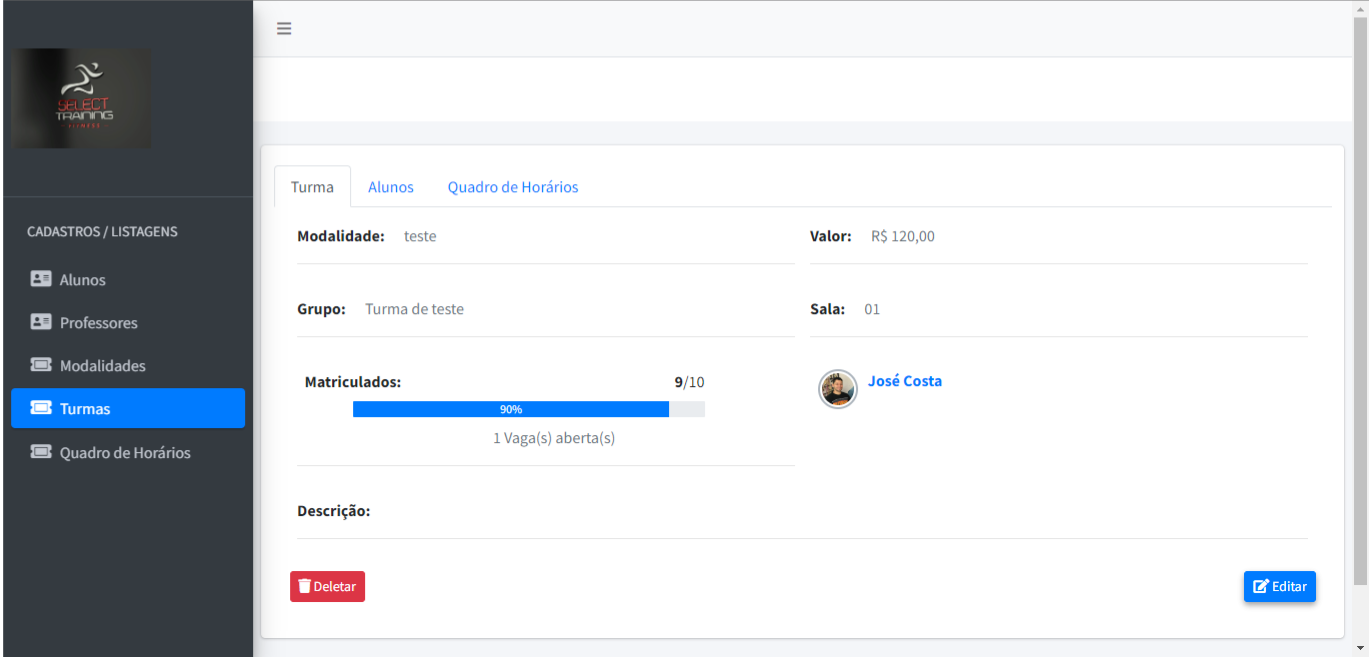 SELECT
TRAINING
FITNESS
CADASTROS / LISTAGENS
Alunos
Professores
Modalidades
Turmas
Quadro de Horários
Turma Alunos Quadro de Horários
Modalidade: teste Valor: R$ 120,00
Grupo: Turma de teste Sala: 01
Matriculados: 9/10 José Costa
90%
1 Vaga(s) aberta(s)
Descrição:
Deletar Editar